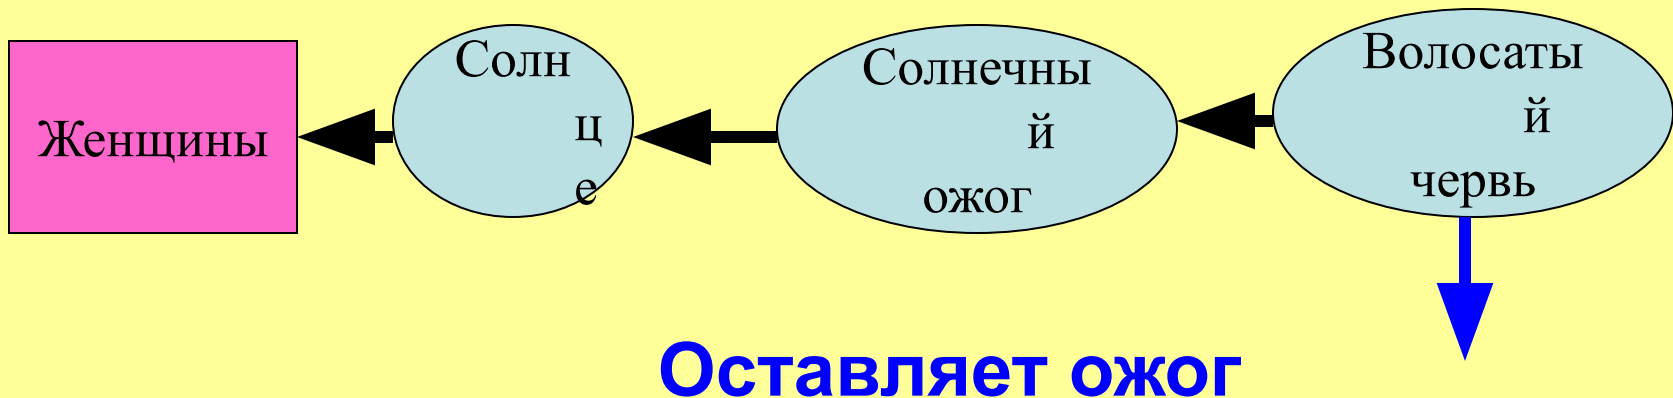 Женщины
Солн
ц
е
Солнечны
й
ожог
Волосаты
й
червь
Оставляет ожог